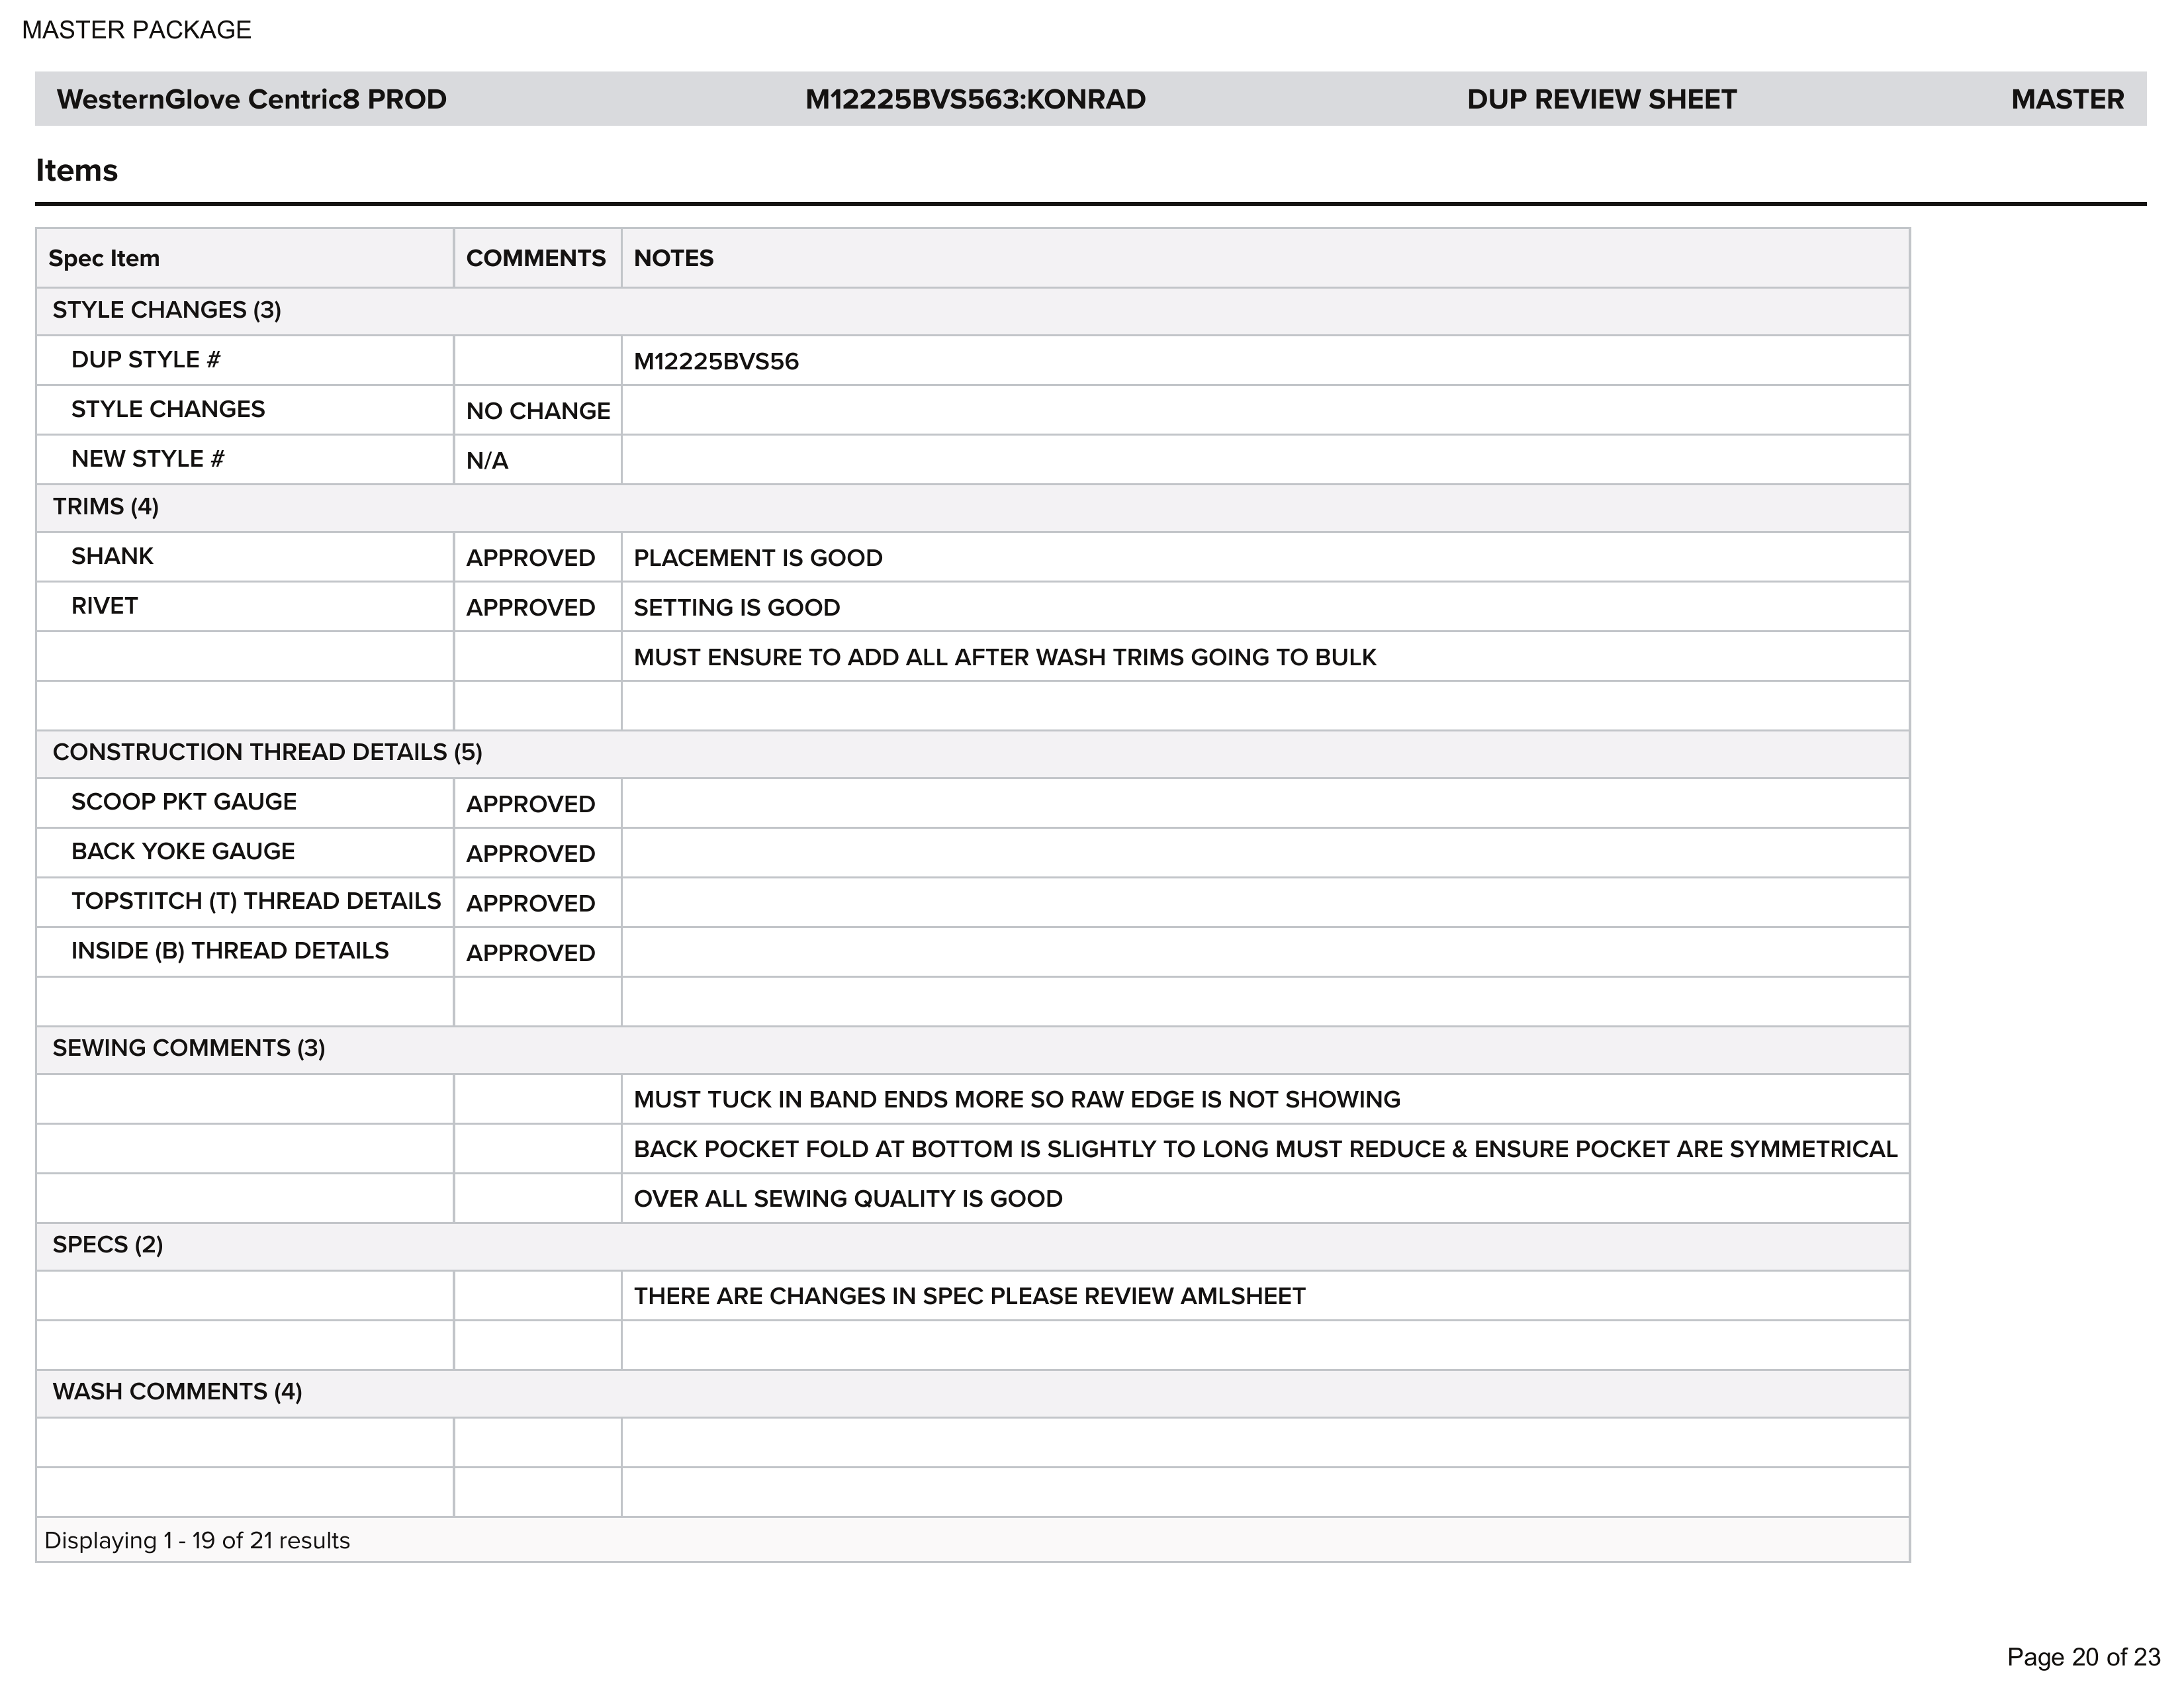 MASTER PACKAGE
WesternGlove Centric8 PROD M12225BVS563:KONRAD DUP REVIEW SHEET MASTER
Items
Spec Item COMMENTS NOTES
STYLE CHANGES (3)
DUP STYLE # M12225BVS56
STYLE CHANGES NO CHANGE
NEW STYLE # N/A
TRIMS (4)
SHANK APPROVED PLACEMENT IS GOOD
RIVET APPROVED SETTING IS GOOD
MUST ENSURE TO ADD ALL AFTER WASH TRIMS GOING TO BULK
CONSTRUCTION THREAD DETAILS (5)
SCOOP PKT GAUGE APPROVED
BACK YOKE GAUGE APPROVED
TOPSTITCH (T) THREAD DETAILS APPROVED
INSIDE (B) THREAD DETAILS APPROVED
SEWING COMMENTS (3)
MUST TUCK IN BAND ENDS MORE SO RAW EDGE IS NOT SHOWING
BACK POCKET FOLD AT BOTTOM IS SLIGHTLY TO LONG MUST REDUCE & ENSURE POCKET ARE SYMMETRICAL
OVER ALL SEWING QUALITY IS GOOD
SPECS (2)
THERE ARE CHANGES IN SPEC PLEASE REVIEW AMLSHEET
WASH COMMENTS (4)
Displaying 1 - 19 of 21 results
Page 20 of 23